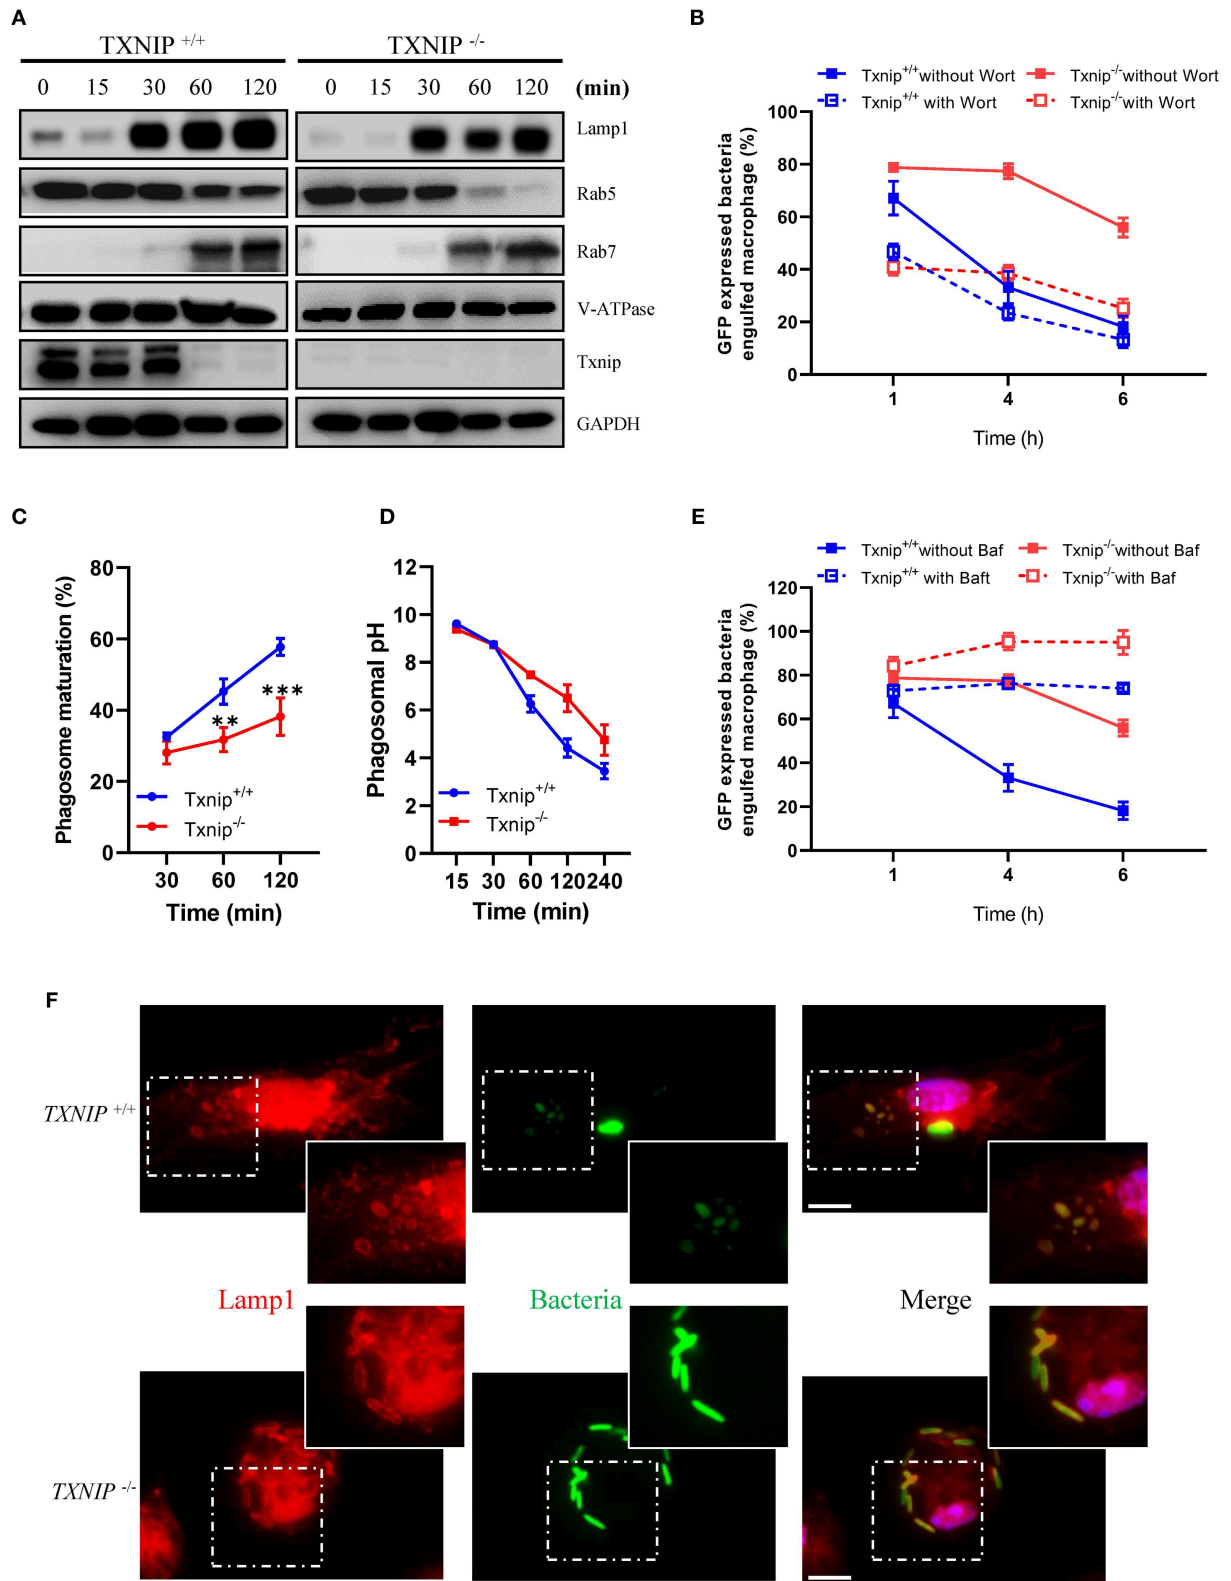 A
TXNIP +/+
TXNIP -/-
0 15 30 60 120
0 15 30 60 120 (min)
Lamp1
Rab5
Rab7
V-ATPase
Txnip
GAPDH
B
Txnip+/+without Wort
Txnip-/-without Wort
Txnip+/+ with Wort
Txnip-/-with Wort
GFP expressed bacteria
engulfed macrophage (%)
100
80
60
40
20
0
1 4 6
Time (h)
C
Phagosome maturation (%)
80
60
40
20
0
**
***
Txnip+/+
Txnip-/-
30 60 120
Time (min)
D
Phagosomal pH
12
10
8
6
4
2
0
Txnip+/+
Txnip-/-
15 30 60 120 240
Time (min)
E
Txnip+/+without Baf
Txnip-/-without Baf
Txnip+/+ with Baft
Txnip-/-with Baf
GFP expressed bacteria
engulfed macrophage (%)
120
100
80
60
40
20
0
1 4 6
Time (h)
F
TXNIP +/+
Lamp1
Bacteria
Merge
TXNIP -/-